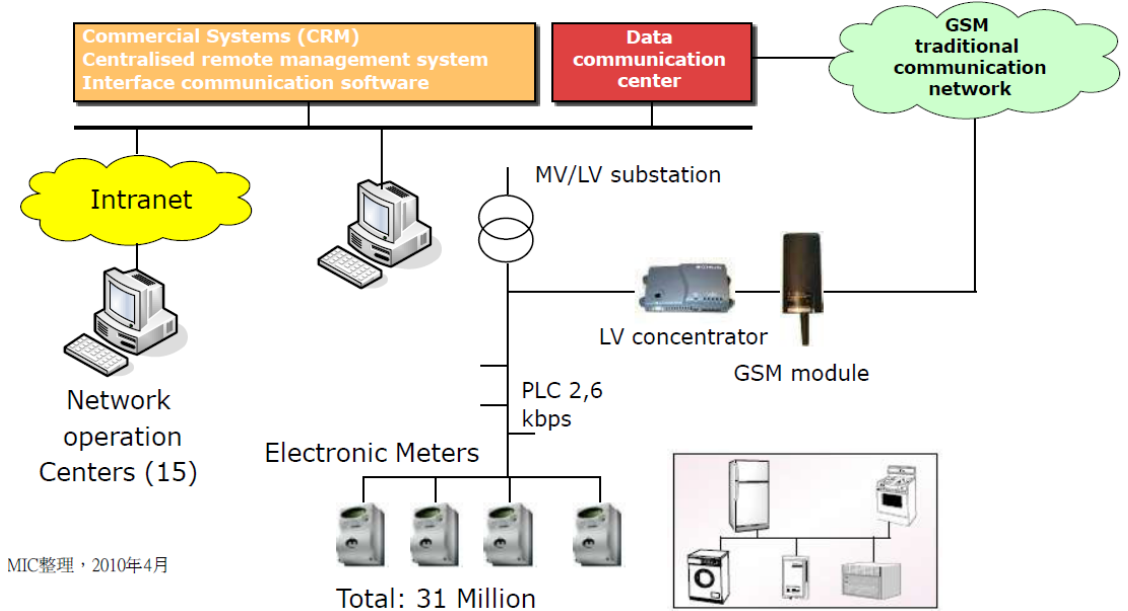 Commercial Systems (CRM)
Centralised remote management system
Interface communication software
Data
communication
center
GSM
traditional
communication
network
Intranet
MV/LV substation
LV concentrator
GSM module
Network
operation
Centers (15)
PLC 2,6
kbps
Electronic Meters
MIC整理，2010年4月
Total: 31 Million